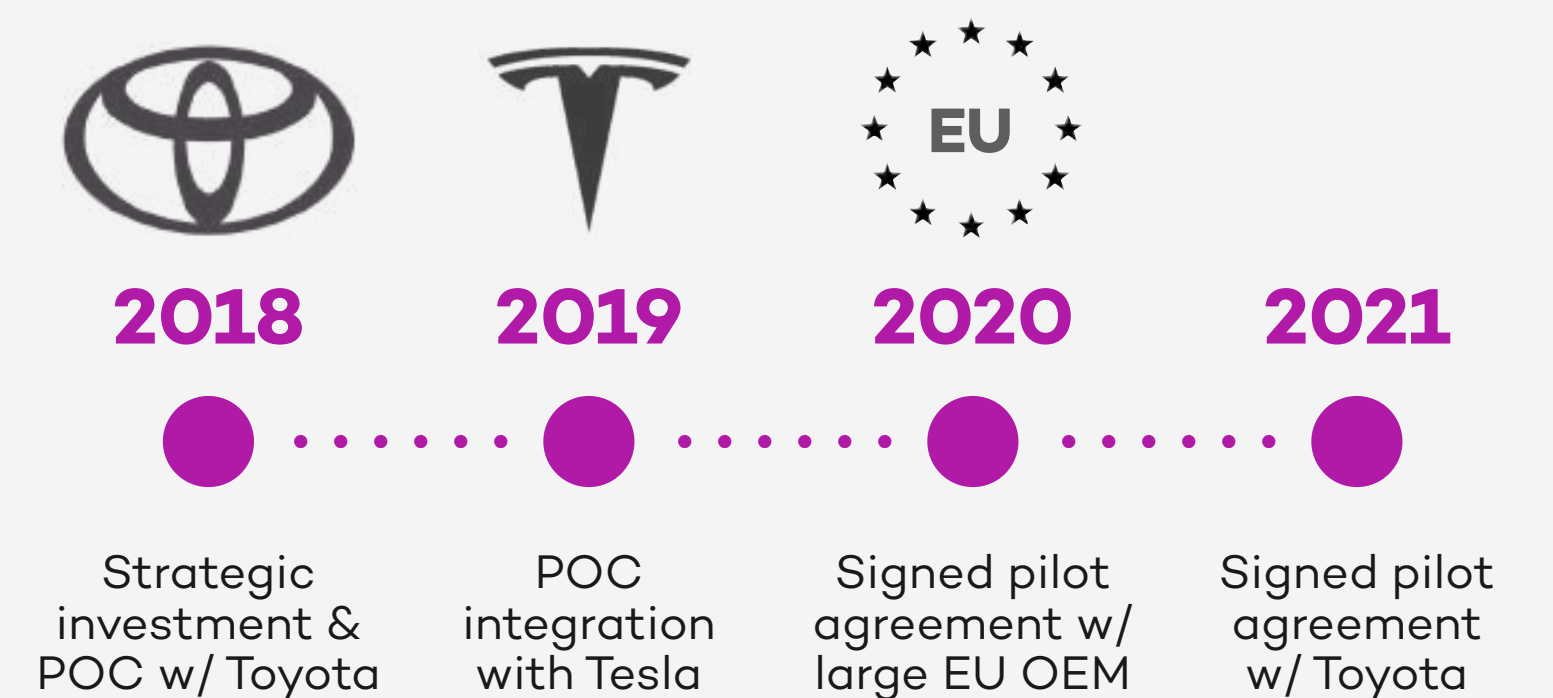 EU
2018
2019
2020
2021
Strategic
investment &
POC w/ Toyota
POC
integration
with Tesla
Signed pilot
agreement w/
large EU OEM
Signed pilot
agreement
w/ Toyota